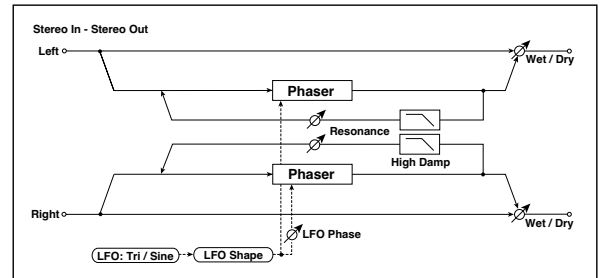 Stereo In - Stereo Out
Left
Wet / Dry
Phaser
Resonance
High Damp
Phaser
Right
Wet / Dry
LFO Phase
LFO: Tri / Sine
LFO Shape